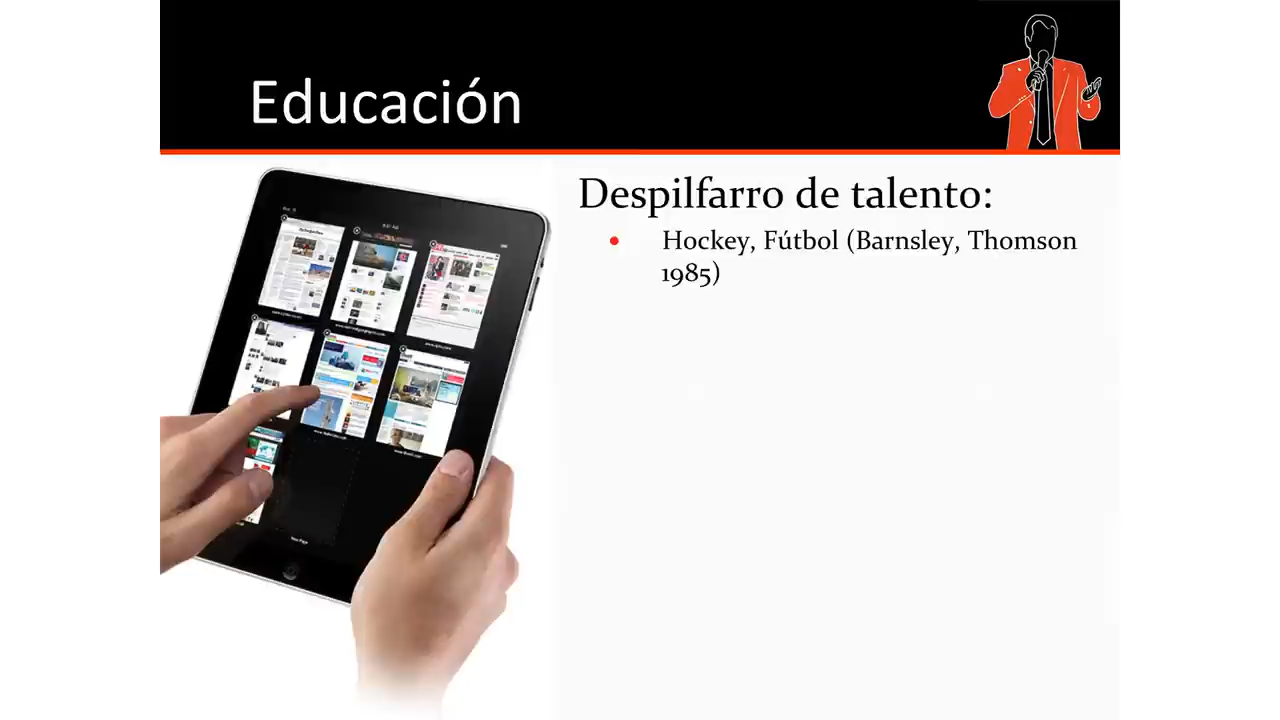 Educación
Despilfarro de talento:
Hockey, Fútbol (Barnsley, Thomson
1985)